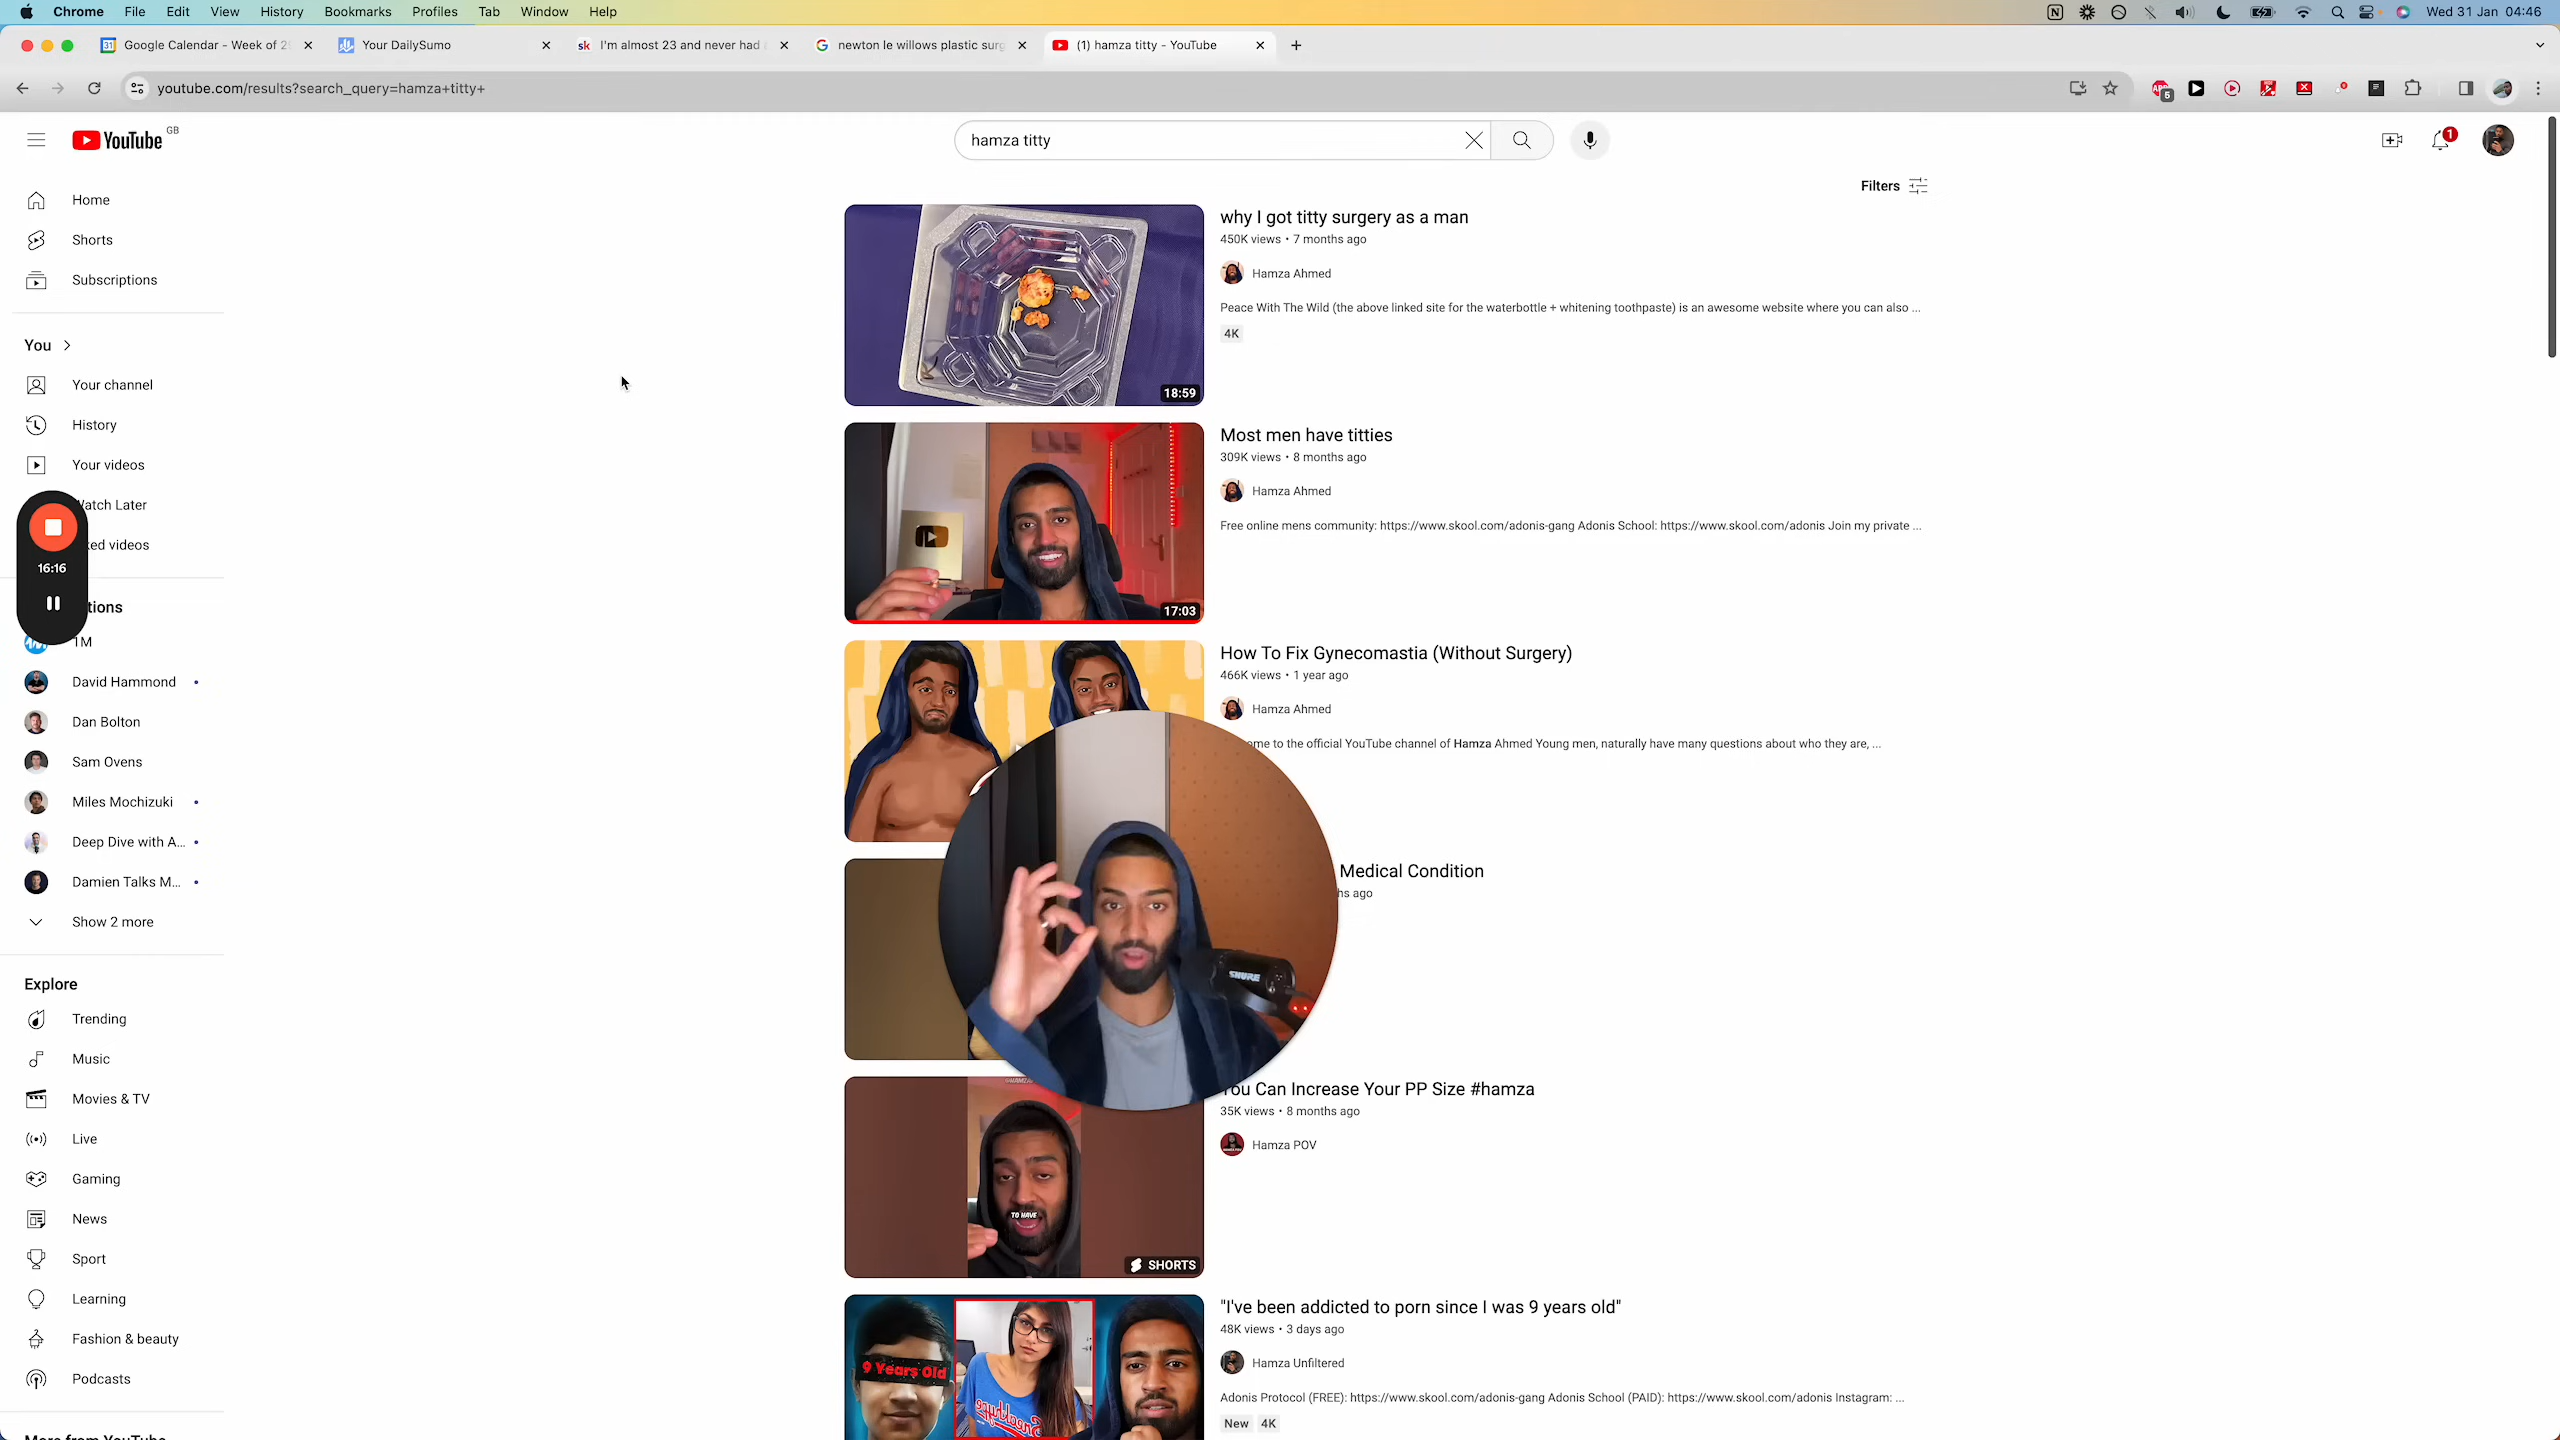 Chrome File Edit View History Bookmarks Profiles Tab Window Help Wed 31 Jan 04:46
Google Calendar - Week of 2 Your DailySumo I'm almost 23 and never had newton le willows plastic surg (1) hamza titty - YouTube
youtube.com/results?search_query=hamza+titty+
YouTube GB
hamza titty
1
Filters
Home
Shorts
Subscriptions
You
Your channel
History
Your videos
Watch Later
ked videos
16:16
tions
1M
David Hammond
Dan Bolton
Sam Ovens
Miles Mochizuki
Deep Dive with A...
Damien Talks M...
Show 2 more
Explore
Trending
Music
Movies & TV
Live
Gaming
News
Sport
Learning
Fashion & beauty
Podcasts
More from YouTube
18:59
why I got titty surgery as a man
450K views • 7 months ago
Hamza Ahmed
Peace With The Wild (the above linked site for the waterbottle + whitening toothpaste) is an awesome website where you can also ...
4K
17:03
Most men have titties
309K views • 8 months ago
Hamza Ahmed
Free online mens community: https://www.skool.com/adonis-gang Adonis School: https://www.skool.com/adonis Join my private ...
How To Fix Gynecomastia (Without Surgery)
466K views • 1 year ago
Hamza Ahmed
me to the official YouTube channel of Hamza Ahmed Young men, naturally have many questions about who they are, ...
Medical Condition
hs ago
SHURE
TO HAVE
SHORTS
You Can Increase Your PP Size #hamza
35K views • 8 months ago
Hamza POV
9 Years Old
"I've been addicted to porn since I was 9 years old"
48K views • 3 days ago
Hamza Unfiltered
Adonis Protocol (FREE): https://www.skool.com/adonis-gang Adonis School (PAID): https://www.skool.com/adonis Instagram: ...
New 4K